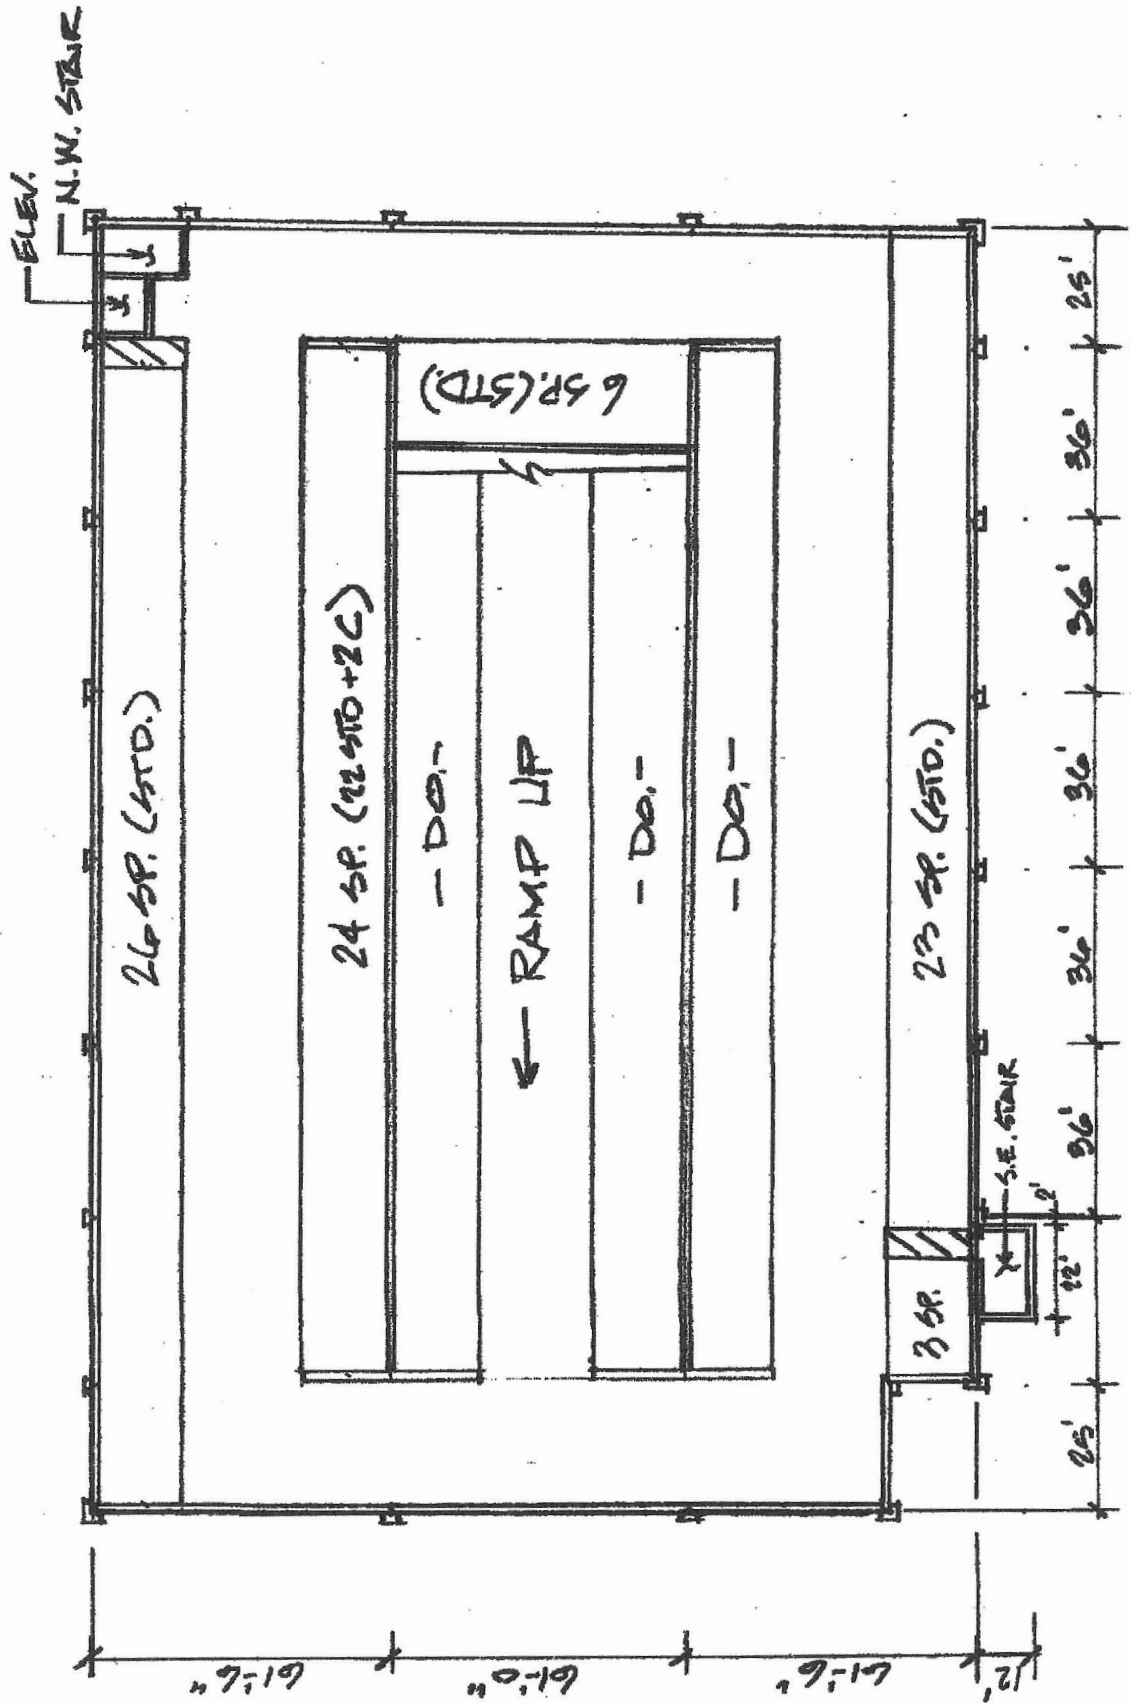 ELEV.
N.W. STAIR
26 SP. (STD.)
24 SP. (22 STD + 2C)
6 SP. (STD.)
- DO. -
← RAMP UP
- DO. -
- DO. -
23 SP. (STD.)
3 SP.
S.E. STAIR
12'
2'
25'
36'
36'
36'
36'
36'
25'
61'-6"
61'-0"
61'-6"
12'